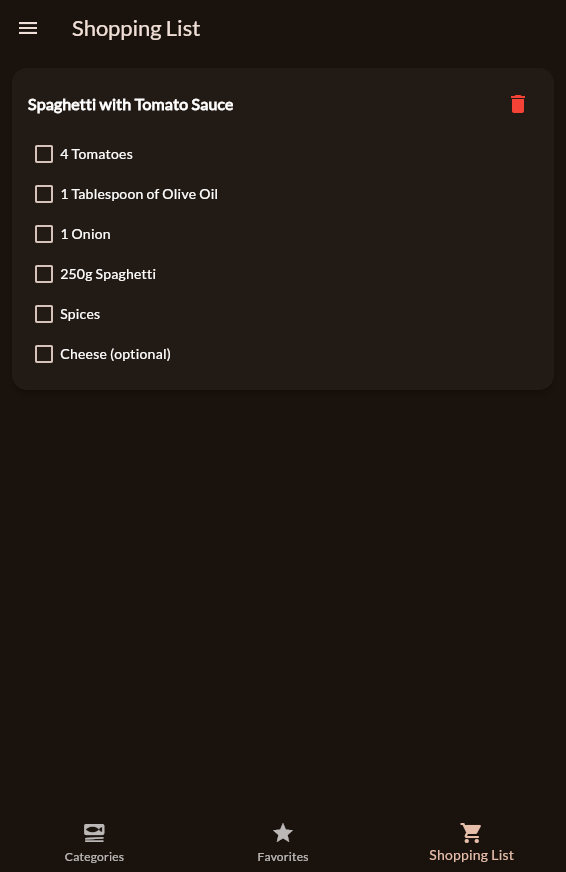 Shopping List
Spaghetti with Tomato Sauce
4 Tomatoes
1 Tablespoon of Olive Oil
1 Onion
250g Spaghetti
Spices
Cheese (optional)
Categories
Favorites
Shopping List